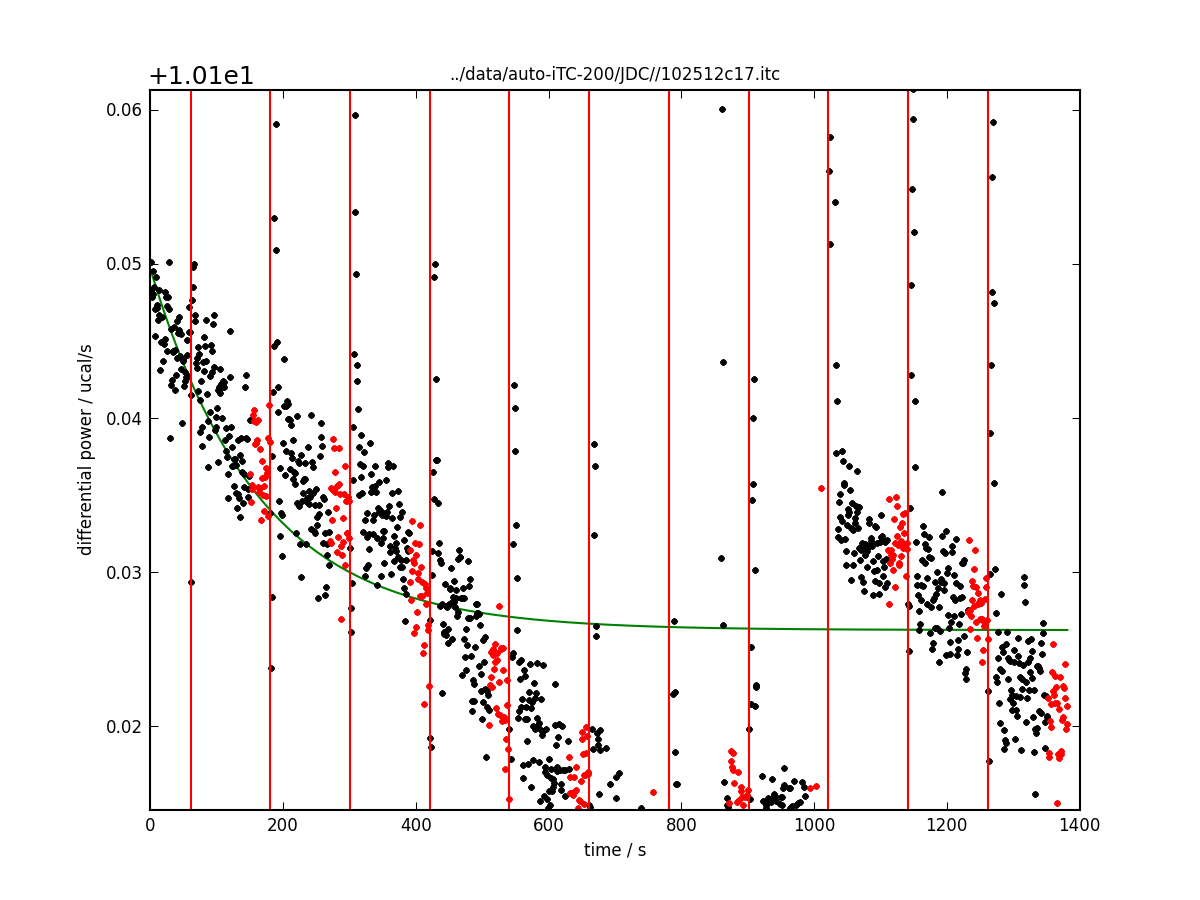 +1.01e1
../data/auto-iTC-200/JDC//102512c17.itc
0.06
0.05
0.04
0.03
0.02
differential power / ucal/s
0 200 400 600 800 1000 1200 1400
time / s